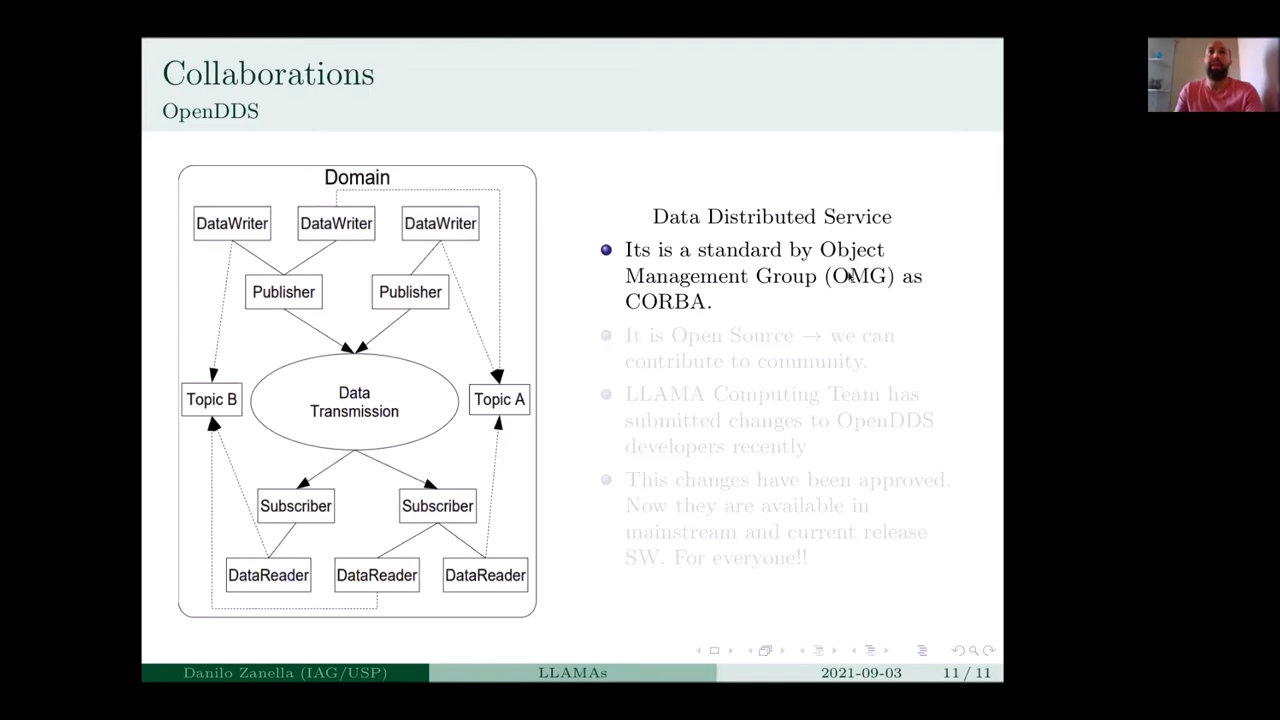 Collaborations
OpenDDS
Domain
DataWriter
DataWriter
DataWriter
Publisher
Publisher
Topic B
Data
Transmission
Topic A
Subscriber
Subscriber
DataReader
DataReader
DataReader
Data Distributed Service
Its is a standard by Object
Management Group (OMG) as
CORBA.
It is Open Source → we can
contribute to community.
LLAMA Computing Team has
submitted changes to OpenDDS
developers recently
This changes have been approved.
Now they are available in
mainstream and current release
SW. For everyone!!
Danilo Zanella (IAG/USP)
LLAMAs
2021-09-03
11 / 11